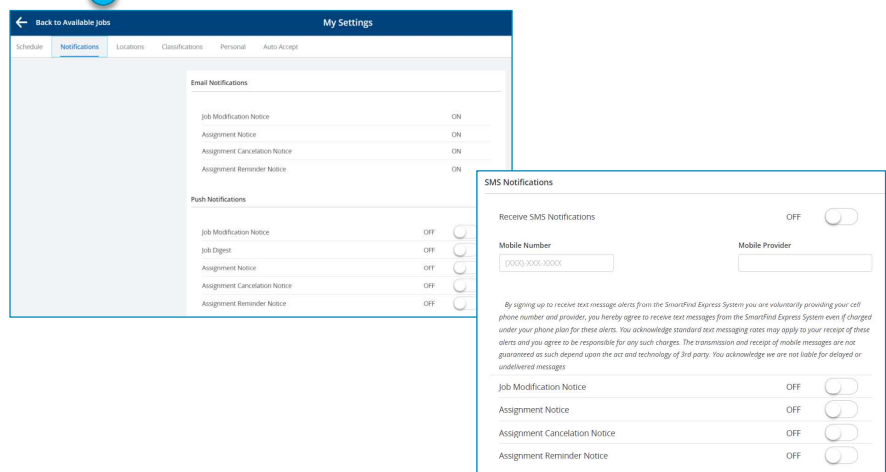 Back to Available Jobs
My Settings
Schedule Notifications Locations Classifications Personal Auto Accept
Email Notifications
Job Modification Notice ON
Assignment Notice ON
Assignment Cancelation Notice ON
Assignment Reminder Notice ON
Push Notifications
Job Modification Notice OFF
Job Digest OFF
Assignment Notice OFF
Assignment Cancelation Notice OFF
Assignment Reminder Notice OFF
SMS Notifications
Receive SMS Notifications OFF
Mobile Number Mobile Provider
(XXX)-XXX-XXXX
By signing up to receive text message alerts from the SmartFind Express System you are voluntarily providing your cell
phone number and provider, you hereby agree to receive text messages from the SmartFind Express System even if charged
under your phone plan for these alerts. You acknowledge standard text messaging rates may apply to your receipt of these
alerts and you agree to be responsible for any such charges. The transmission and receipt of mobile messages are not
guaranteed as such depend upon the act and technology of 3rd party. You acknowledge we are not liable for delayed or
undelivered messages
Job Modification Notice OFF
Assignment Notice OFF
Assignment Cancelation Notice OFF
Assignment Reminder Notice OFF